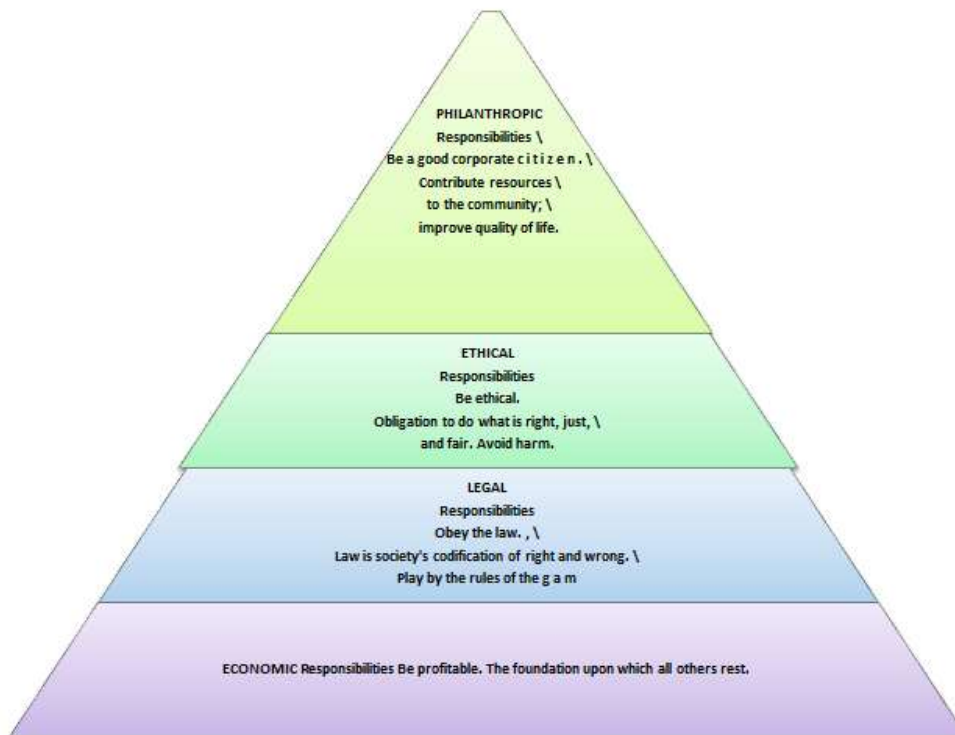 PHILANTHROPIC
Responsibilities \
Be a good corporate c i t i z e n . \
Contribute resources \
to the community; \
improve quality of life.
ETHICAL
Responsibilities
Be ethical.
Obligation to do what is right, just, \
and fair. Avoid harm.
LEGAL
Responsibilities
Obey the law. , \
Law is society's codification of right and wrong. \
Play by the rules of the g a m
ECONOMIC Responsibilities Be profitable. The foundation upon which all others rest.